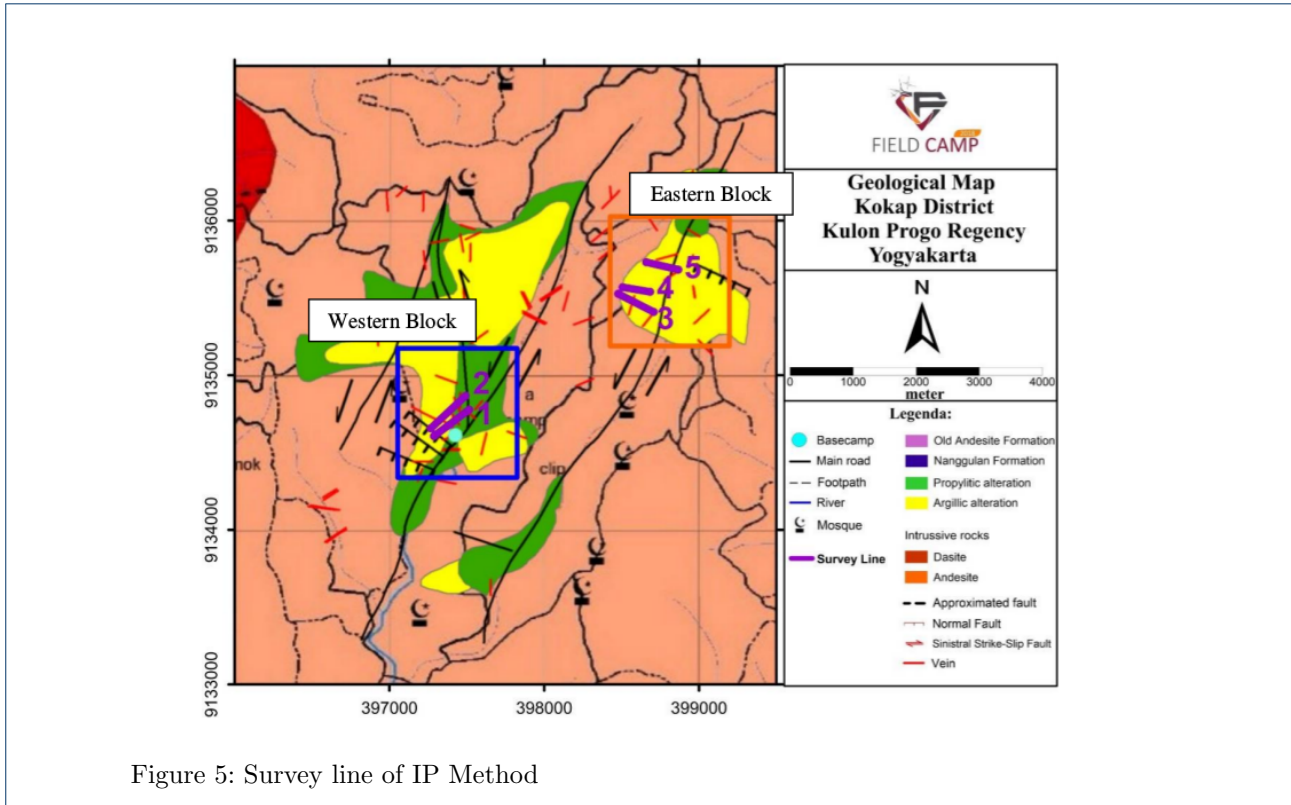 Eastern Block
Western Block
9136000
9135000
9134000
9133000
397000
398000
399000
5
4
3
2
1
a
clip
nok
FIELD CAMP
Geological Map
Kokap District
Kulon Progo Regency
Yogyakarta
N
0 1000 2000 3000 4000
meter
Legenda:
Basecamp
Main road
Footpath
River
Mosque
Survey Line
Old Andesite Formation
Nanggulan Formation
Propylitic alteration
Argillic alteration
Intrussive rocks
Dasite
Andesite
Approximated fault
Normal Fault
Sinistral Strike-Slip Fault
Vein
Figure 5: Survey line of IP Method